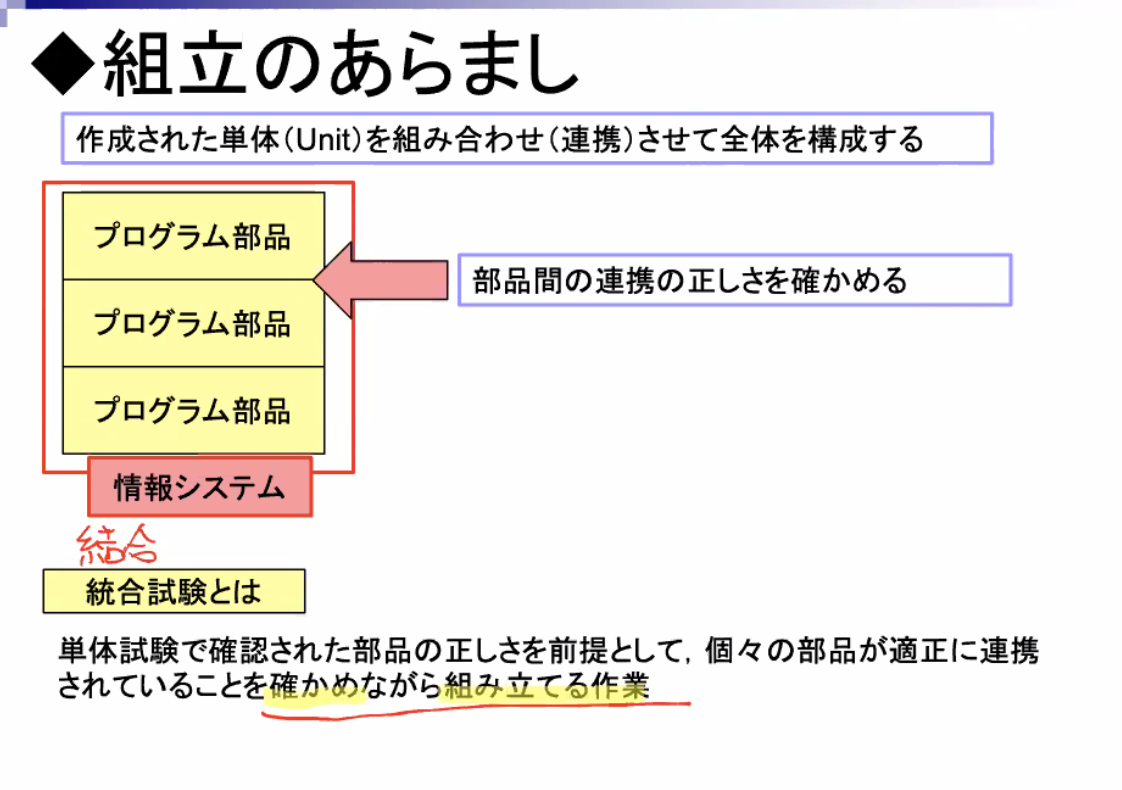 ◆組立のあらまし
作成された単体(Unit)を組み合わせ(連携)させて全体を構成する
プログラム部品
部品間の連携の正しさを確かめる
プログラム部品
プログラム部品
情報システム
結合
統合試験とは
単体試験で確認された部品の正しさを前提として，個々の部品が適正に連携
されていることを確かめながら組み立てる作業